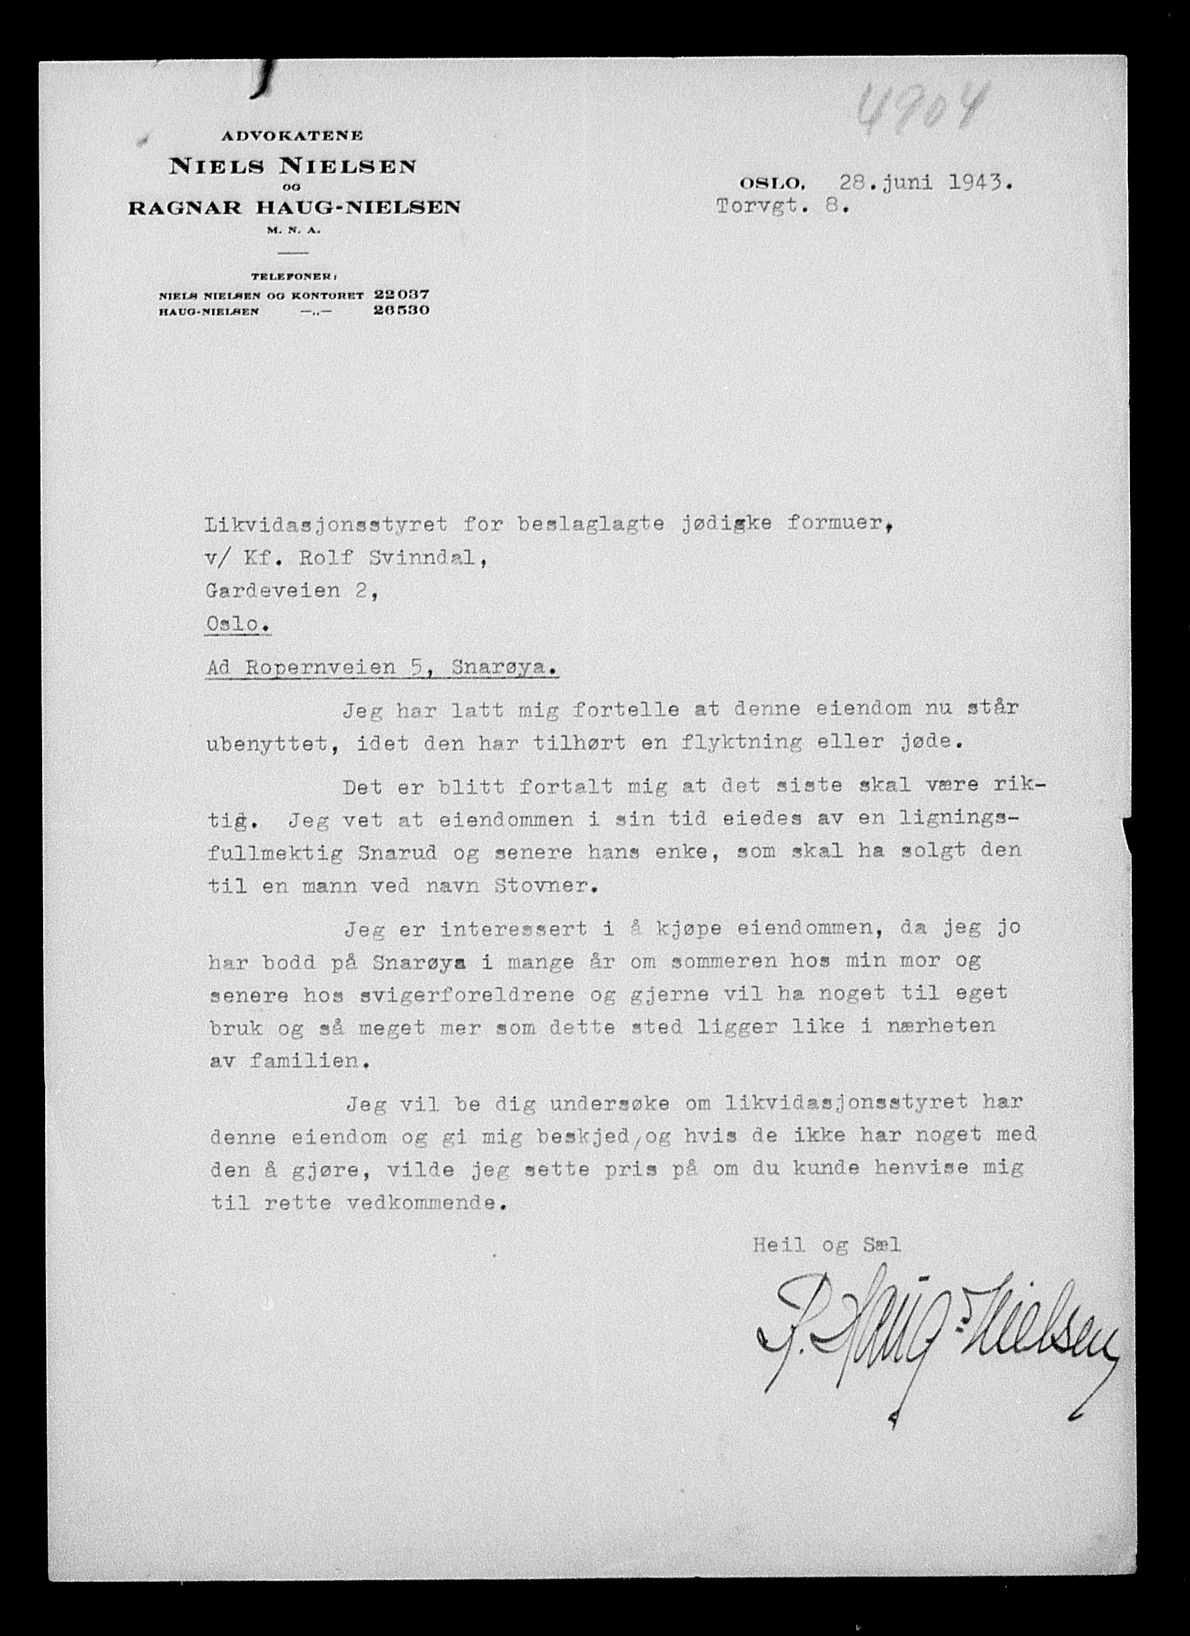 4904
ADVOKATENE
NIELS NIELSEN
OG
RAGNAR HAUG-NIELSEN
M. N. A.
TELEFONER:
NIELS NIELSEN OG KONTORET 22037
HAUG-NIELSEN —„— 26530
OSLO, 28.juni 1943.
Torvgt. 8.
Likvidasjonsstyret for beslaglagte jødiske formuer,
v/ Kf. Rolf Svinndal,
Gardeveien 2,
Oslo.
Ad Ropernveien 5, Snarøya.
Jeg har latt mig fortelle at denne eiendom nu står
ubenyttet, idet den har tilhørt en flyktning eller jøde.
Det er blitt fortalt mig at det siste skal være rik-
tig. Jeg vet at eiendommen i sin tid eiedes av en lignings-
fullmektig Snarud og senere hans enke, som skal ha solgt den
til en mann ved navn Stovner.
Jeg er interessert i å kjøpe eiendommen, da jeg jo
har bodd på Snarøya i mange år om sommeren hos min mor og
senere hos svigerforeldrene og gjerne vil ha noget til eget
bruk og så meget mer som dette sted ligger like i nærheten
av familien.
Jeg vil be dig undersøke om likvidasjonsstyret har
denne eiendom og gi mig beskjed, og hvis de ikke har noget med
den å gjøre, vilde jeg sette pris på om du kunde henvise mig
til rette vedkommende.
Heil og Sæl
R. Haug-Nielsen